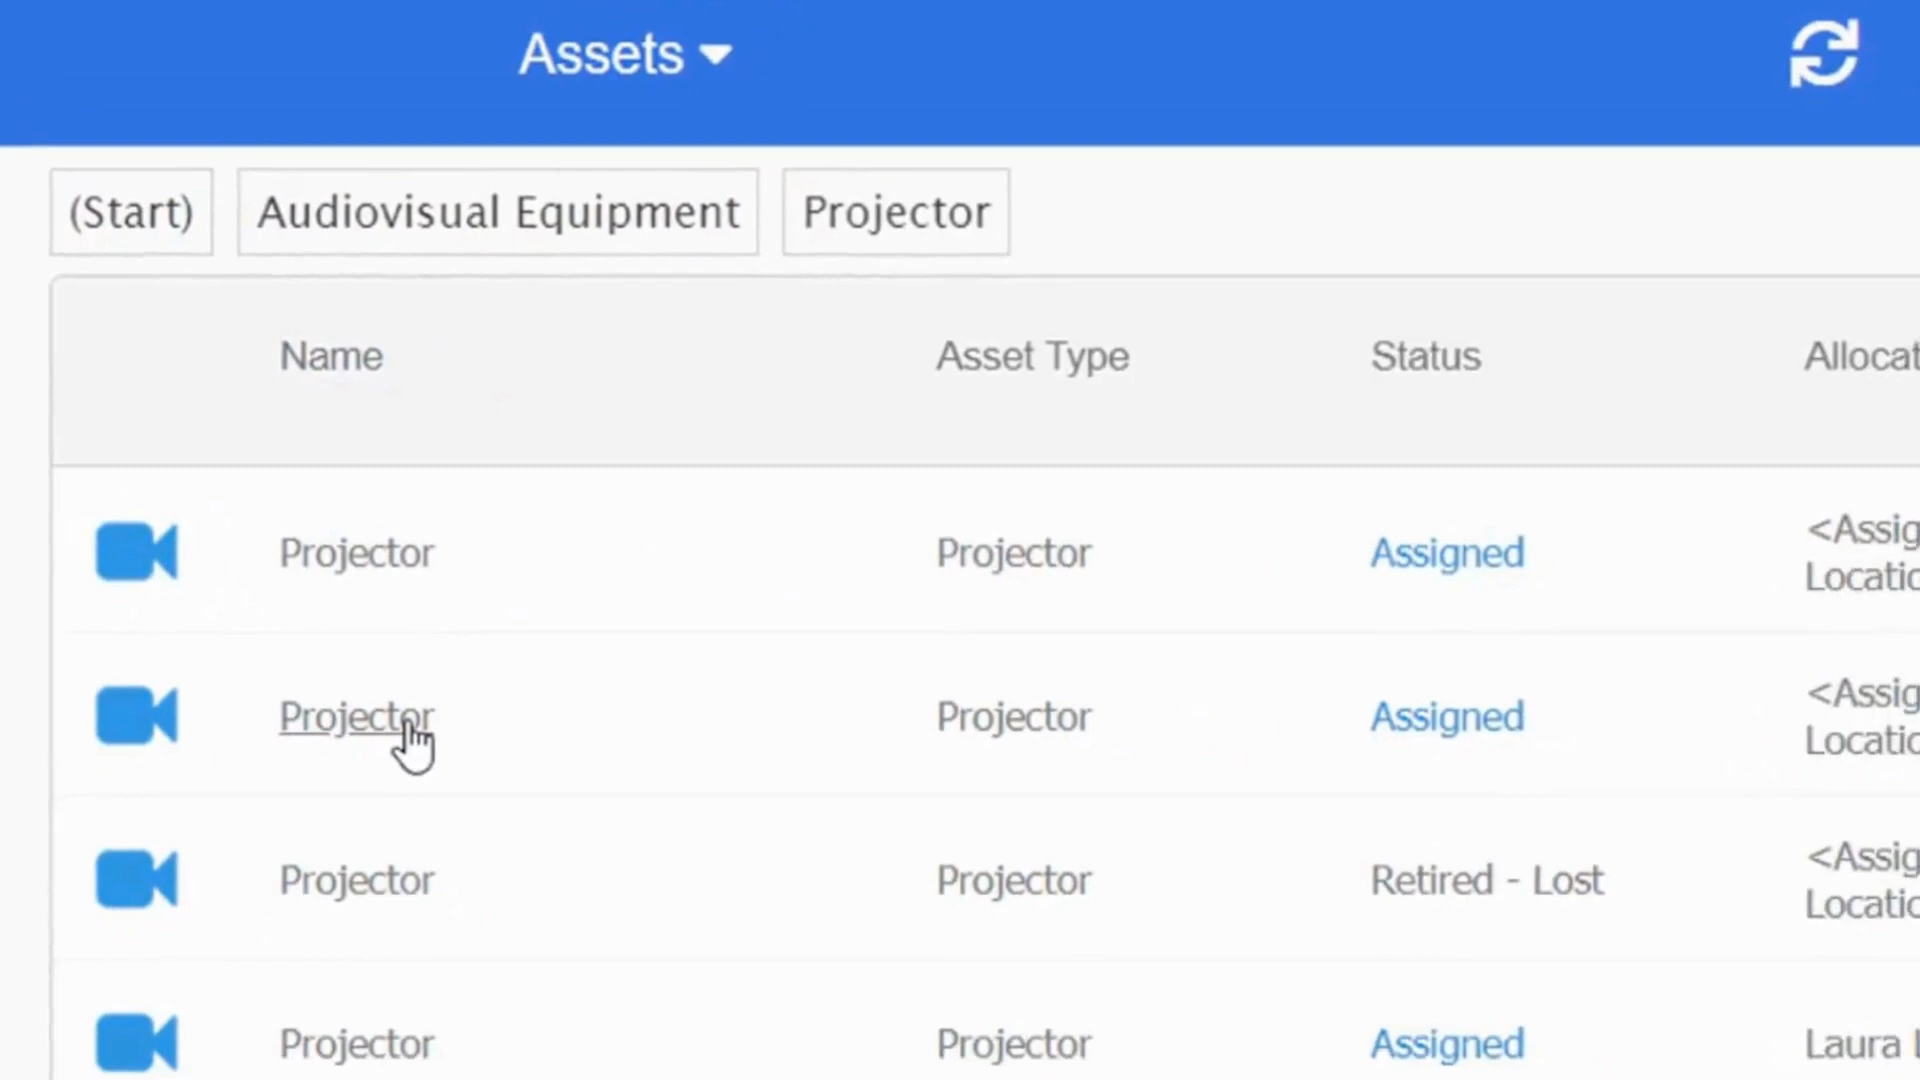 Assets
(Start) Audiovisual Equipment Projector
Name Asset Type Status
Projector Projector Assigned
Projector Projector Assigned
Projector Projector Retired - Lost
Projector Projector Assigned Laura